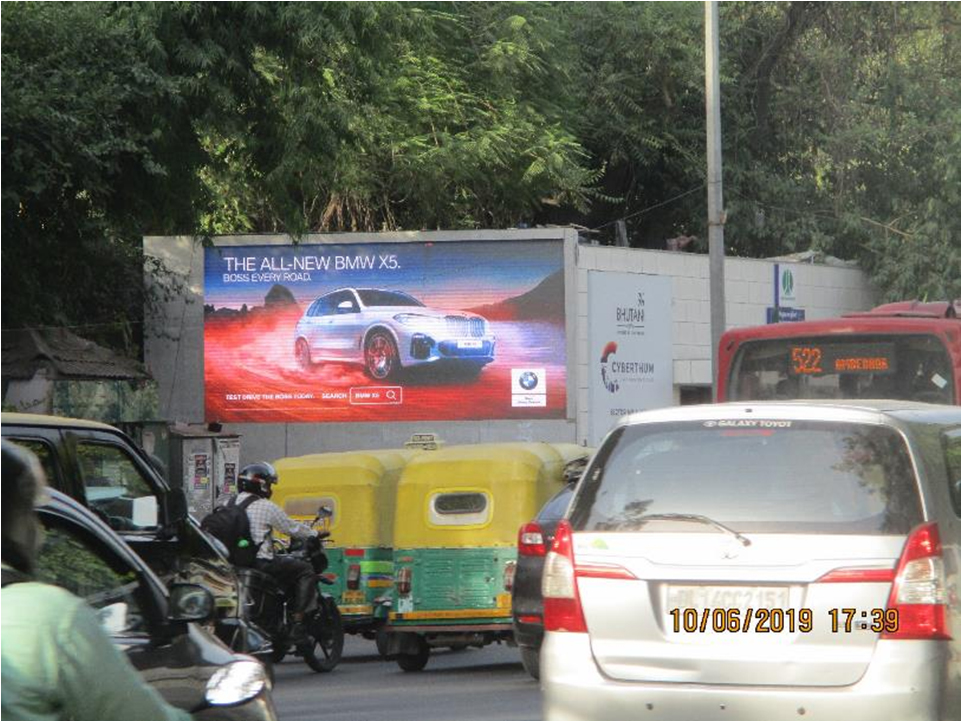 THE ALL-NEW BMW X5.
BOSS EVERY ROAD.
TEST DRIVE THE ROAD TODAY. SEARCH BMW X5
BHUTANI
CYBERTHUM
522
GALAXY TOYOT
10/06/2019 17:39